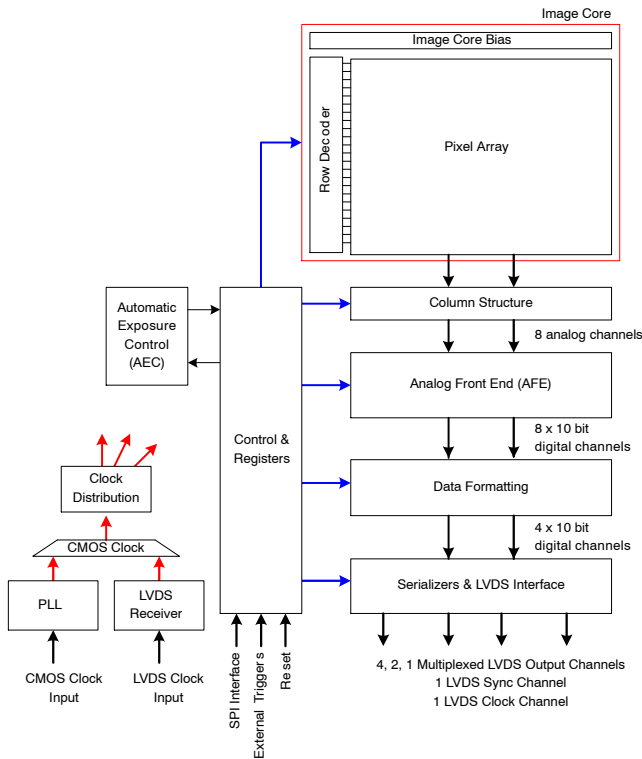 Image Core
Image Core Bias
Row Decoder
Pixel Array
Automatic
Exposure
Control
(AEC)
Column Structure
8 analog channels
Analog Front End (AFE)
Control &
Registers
8 x 10 bit
digital channels
Clock
Distribution
Data Formatting
4 x 10 bit
digital channels
CMOS Clock
PLL
LVDS
Receiver
Serializers & LVDS Interface
CMOS Clock
Input
LVDS Clock
Input
SPI Interface
External Triggers
Reset
4, 2, 1 Multiplexed LVDS Output Channels
1 LVDS Sync Channel
1 LVDS Clock Channel